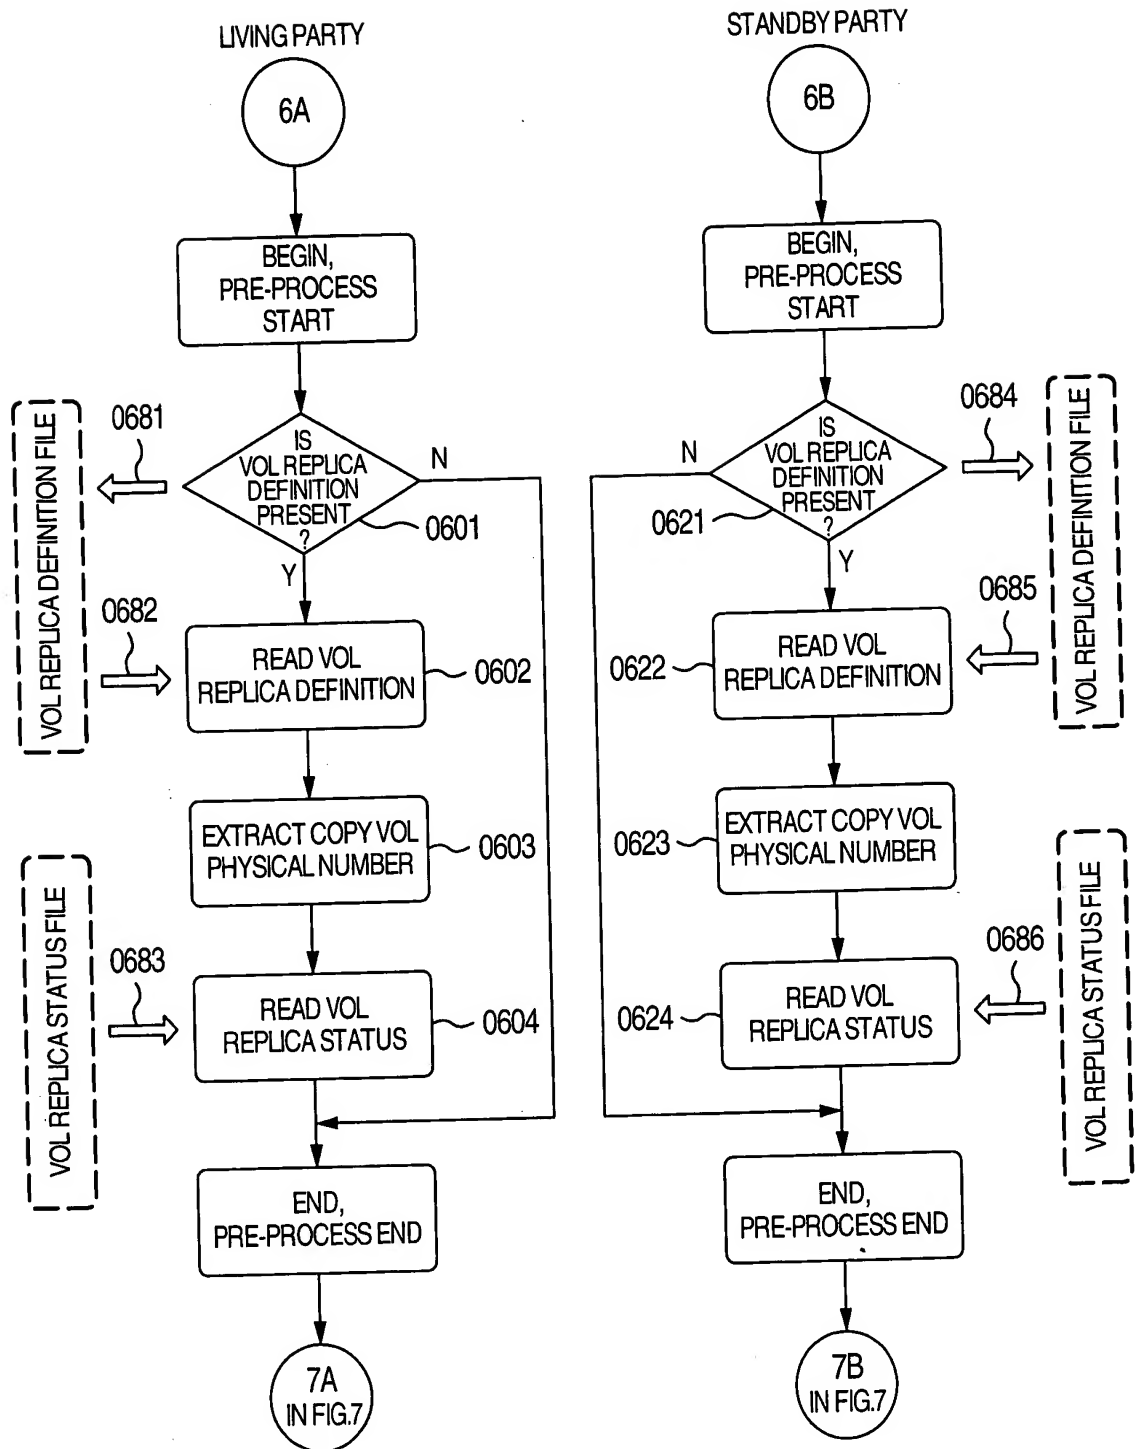 LIVING PARTY
6A
BEGIN,
PRE-PROCESS
START
VOL REPLICA DEFINITION FILE
0681
IS
VOL REPLICA
DEFINITION
PRESENT
?
N
0601
Y
0682
READ VOL
REPLICA DEFINITION
0602
EXTRACT COPY VOL
PHYSICAL NUMBER
0603
VOL REPLICA STATUS FILE
0683
READ VOL
REPLICA STATUS
0604
END,
PRE-PROCESS END
7A
IN FIG.7
STANDBY PARTY
6B
BEGIN,
PRE-PROCESS
START
N
IS
VOL REPLICA
DEFINITION
PRESENT
?
0684
VOL REPLICA DEFINITION FILE
0621
Y
0685
0622
READ VOL
REPLICA DEFINITION
0623
EXTRACT COPY VOL
PHYSICAL NUMBER
VOL REPLICA STATUS FILE
0686
0624
READ VOL
REPLICA STATUS
END,
PRE-PROCESS END
7B
IN FIG.7